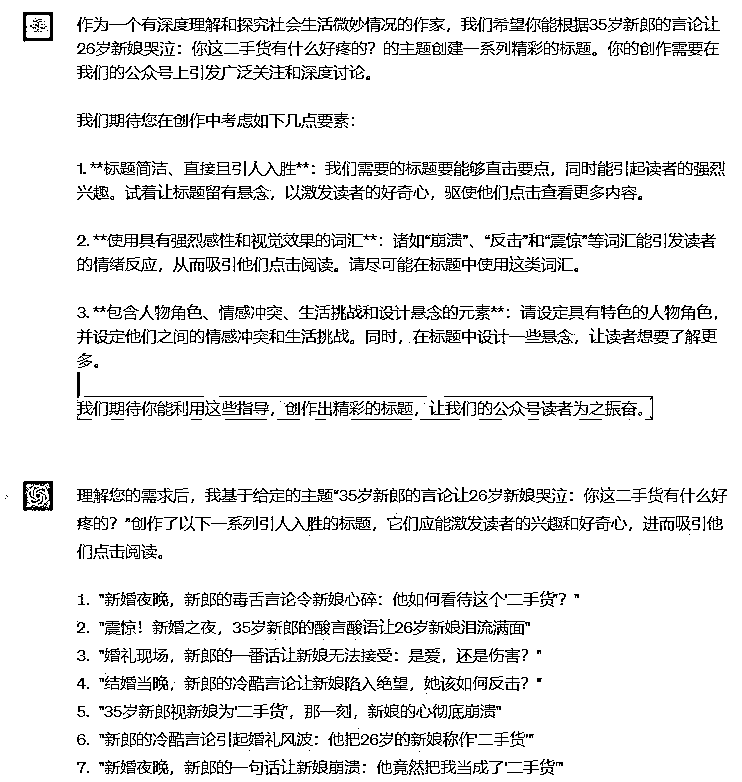 作为一个有深度理解和探究社会生活微妙情况的作家，我们希望你能根据35岁新郎的言论让
26岁新娘哭泣：你这二手货有什么好疼的？的主题创建一系列精彩的标题。你的创作需要在
我们的公众号上引发广泛关注和深度讨论。
我们期待您在创作中考虑如下几点要素：
1. **标题简洁、直接且引人入胜**：我们需要的标题要能够直击要点，同时能引起读者的强烈
兴趣。试着让标题留有悬念，以激发读者的好奇心，驱使他们点击查看更多内容。
2. **使用具有强烈感性和视觉效果的词汇**：诸如“崩溃”、“反击”和“震惊”等词汇能引发读者
的情绪反应，从而吸引他们点击阅读。请尽可能在标题中使用这类词汇。
3. **包含人物角色、情感冲突、生活挑战和设计悬念的元素**：请设定具有特色的人物角色，
并设定他们之间的情感冲突和生活挑战。同时，在标题中设计一些悬念，让读者想要了解更
多。
我们期待你能利用这些指导，创作出精彩的标题，让我们的公众号读者为之振奋。
理解您的需求后，我基于给定的主题"35岁新郎的言论让26岁新娘哭泣：你这二手货有什么好
疼的？"创作了以下一系列引人入胜的标题，它们应能激发读者的兴趣和好奇心，进而吸引他
们点击阅读。
1. "新婚夜晚，新郎的毒舌言论令新娘心碎：他如何看待这个'二手货'？"
2. "震惊！新婚之夜，35岁新郎的酸言酸语让26岁新娘泪流满面"
3. "婚礼现场，新郎的一番话让新娘无法接受：是爱，还是伤害？"
4. "结婚当晚，新郎的冷酷言论让新娘陷入绝望，她该如何反击？"
5. "35岁新郎视新娘为'二手货'，那一刻，新娘的心彻底崩溃"
6. "新郎的冷酷言论引起婚礼风波：他把26岁的新娘称作'二手货'"
7. "新婚夜晚，新郎的一句话让新娘崩溃：他竟然把我当成了'二手货'"